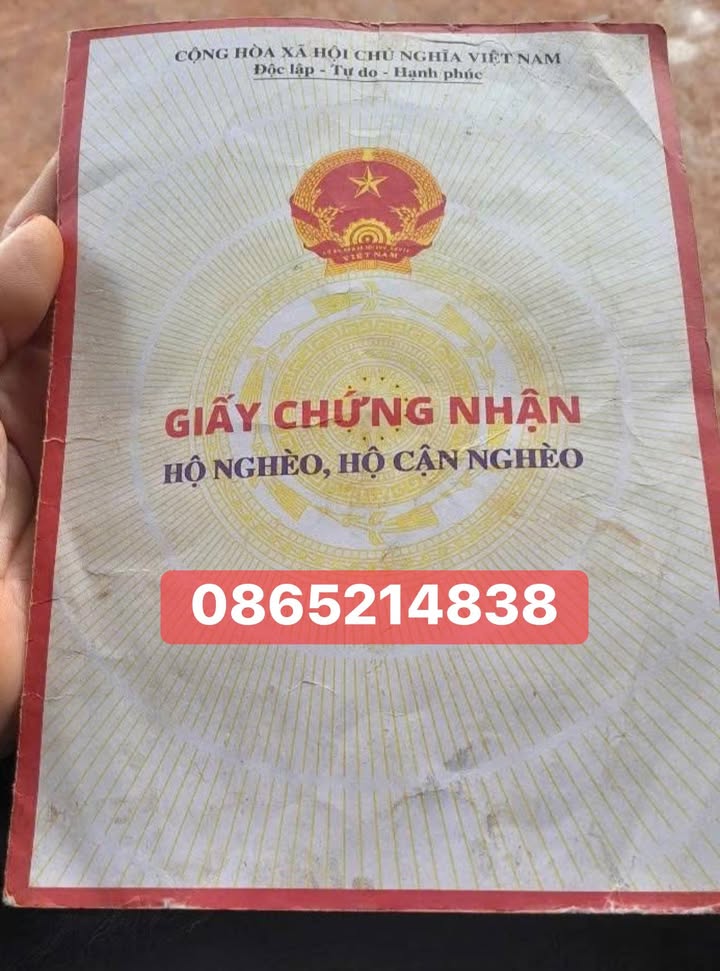 CỘNG HÒA XÃ HỘI CHỦ NGHĨA VIỆT NAM
Độc lập - Tự do - Hạnh phúc
VIỆT NAM
GIẤY CHỨNG NHẬN
HỘ NGHÈO, HỘ CẬN NGHÈO
0865214838